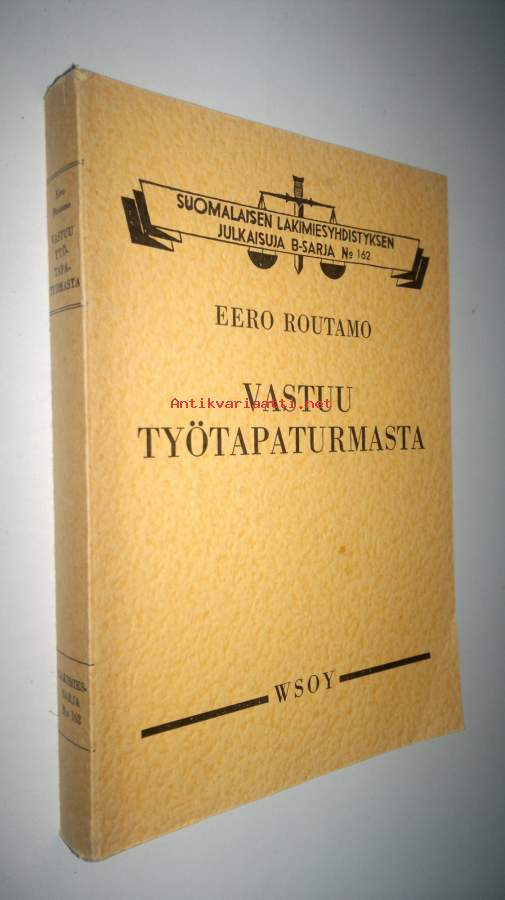 SUOMALAISEN LAKIMIESYHDISTYKSEN
JULKAISUJA B-SARJA No 162
EERO ROUTAMO
VASTUU
TYÖTAPATURMASTA
Antikvariaatti.net
WSOY
Eero
Routamo
VASTUU
TYÖ-
TAPA-
TURMASTA
LAKIMIES-
SARJA
No 162